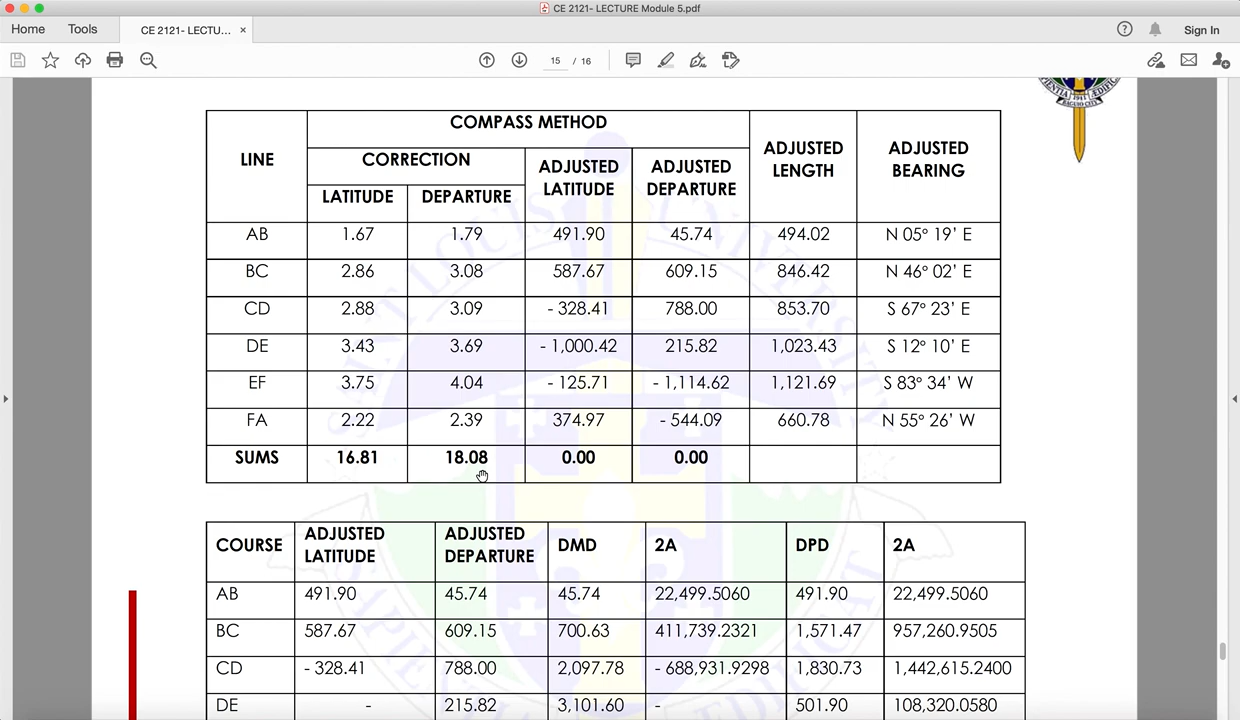 CE 2121- LECTURE Module 5.pdf
Home Tools CE 2121- LECTU... × Sign In
15 / 16
LINE COMPASS METHOD ADJUSTED LENGTH ADJUSTED BEARING
CORRECTION ADJUSTED LATITUDE ADJUSTED DEPARTURE
LATITUDE DEPARTURE
AB 1.67 1.79 491.90 45.74 494.02 N 05° 19' E
BC 2.86 3.08 587.67 609.15 846.42 N 46° 02' E
CD 2.88 3.09 - 328.41 788.00 853.70 S 67° 23' E
DE 3.43 3.69 - 1,000.42 215.82 1,023.43 S 12° 10' E
EF 3.75 4.04 - 125.71 - 1,114.62 1,121.69 S 83° 34' W
FA 2.22 2.39 374.97 - 544.09 660.78 N 55° 26' W
SUMS 16.81 18.08 0.00 0.00
COURSE ADJUSTED LATITUDE ADJUSTED DEPARTURE DMD 2A DPD 2A
AB 491.90 45.74 45.74 22,499.5060 491.90 22,499.5060
BC 587.67 609.15 700.63 411,739.2321 1,571.47 957,260.9505
CD - 328.41 788.00 2,097.78 - 688,931.9298 1,830.73 1,442,615.2400
DE - 215.82 3,101.60 - 501.90 108,320.0580